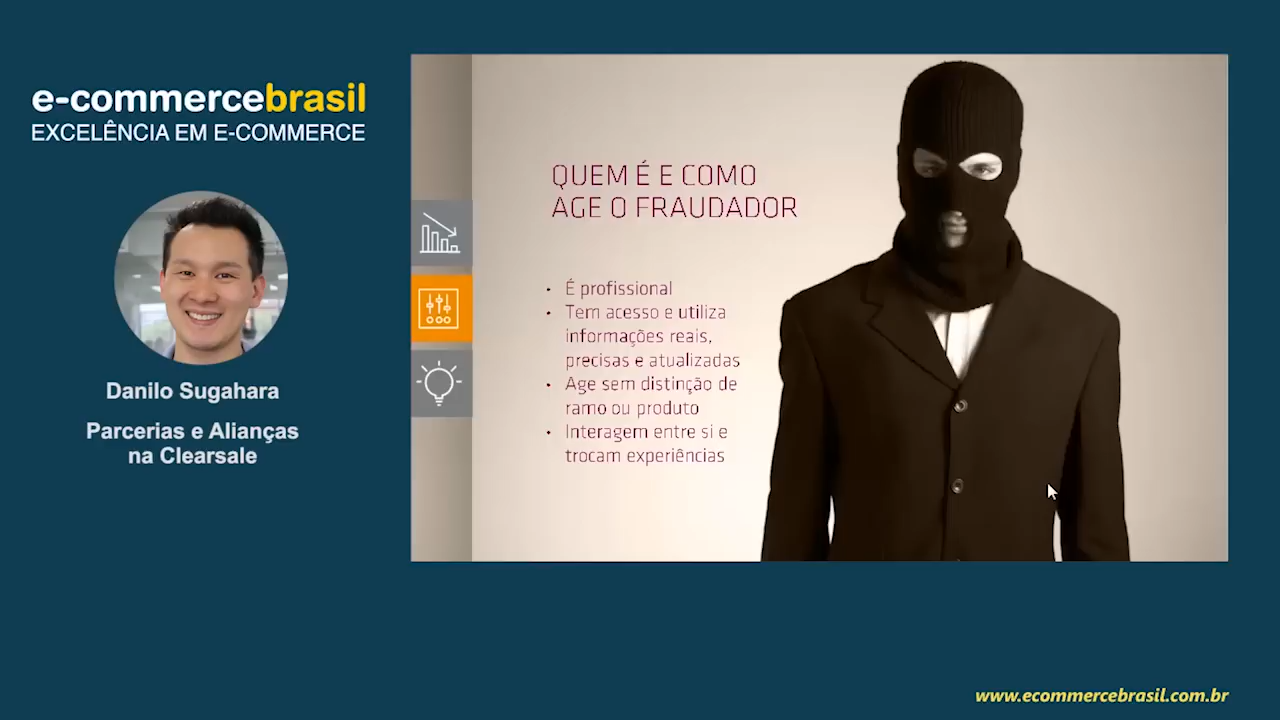 e-commercebrasil
EXCELÊNCIA EM E-COMMERCE
Danilo Sugahara
Parcerias e Alianças
na Clearsale
QUEM É E COMO
AGE O FRAUDADOR
• É profissional
• Tem acesso e utiliza
informações reais,
precisas e atualizadas
• Age sem distinção de
ramo ou produto
• Interagem entre si e
trocam experiências
www.ecommercebrasil.com.br